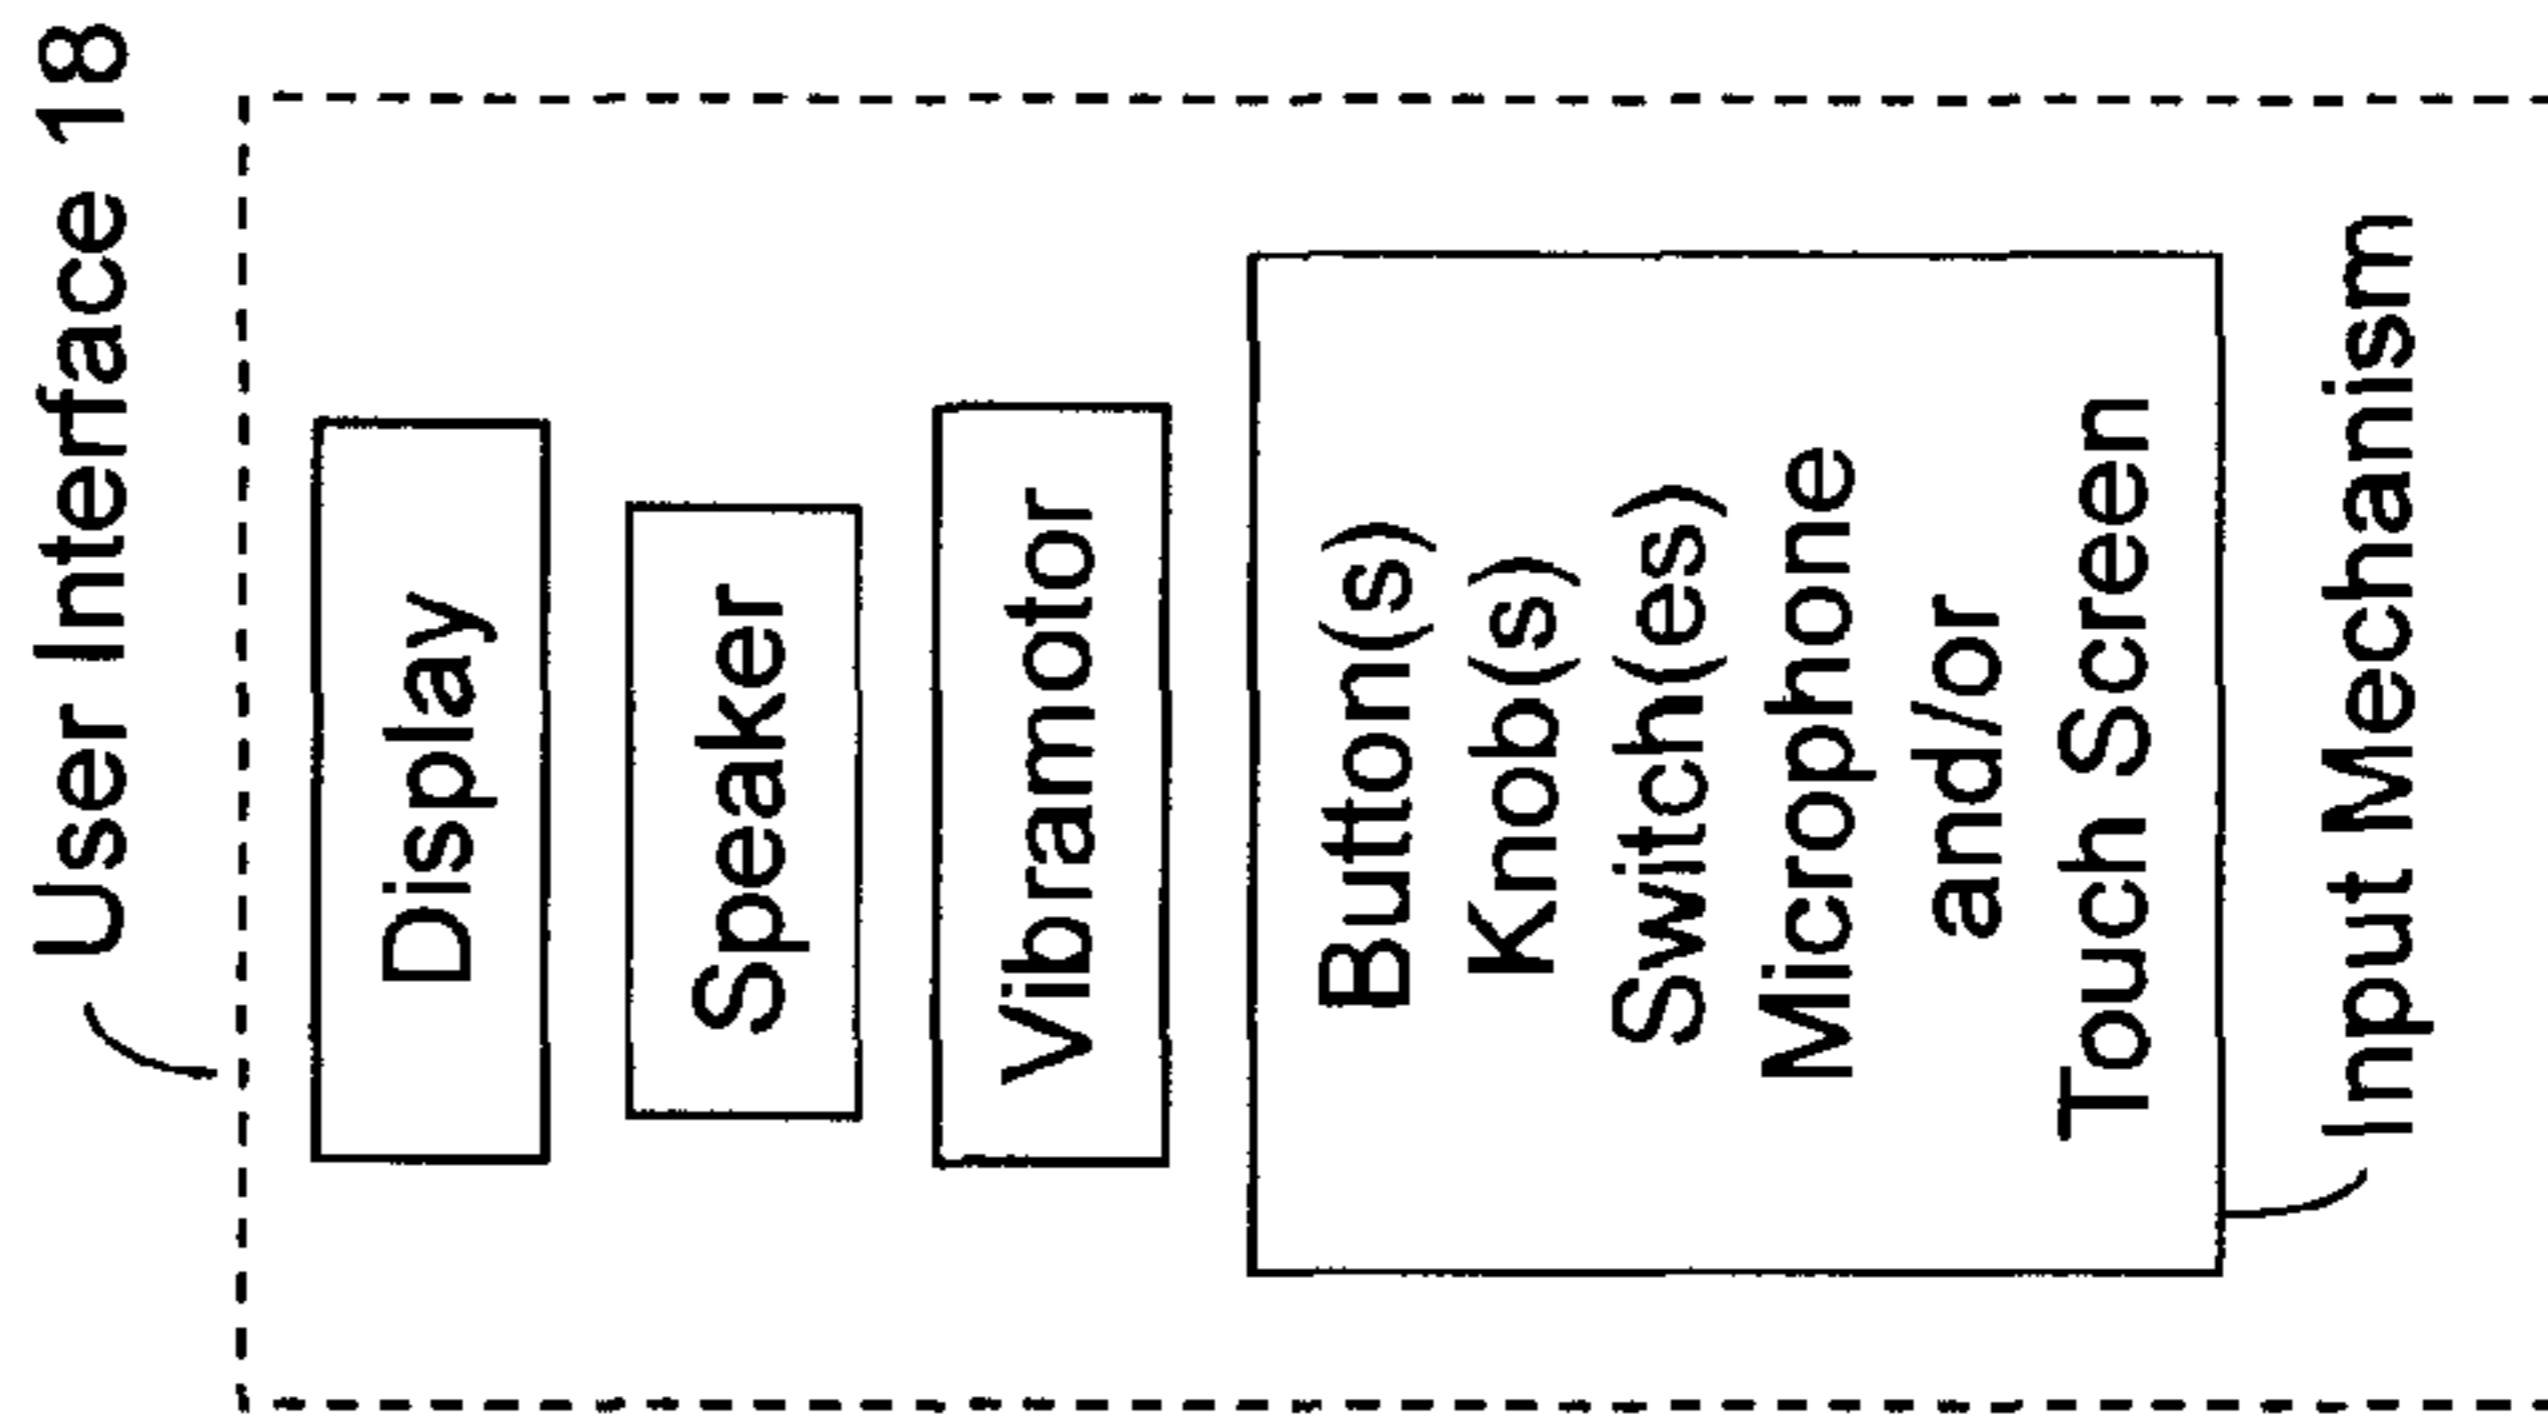 User Interface 18
Display
Speaker
Vibramotor
Button(s)
Knob(s)
Switch(es)
Microphone
and/or
Touch Screen
Input Mechanism